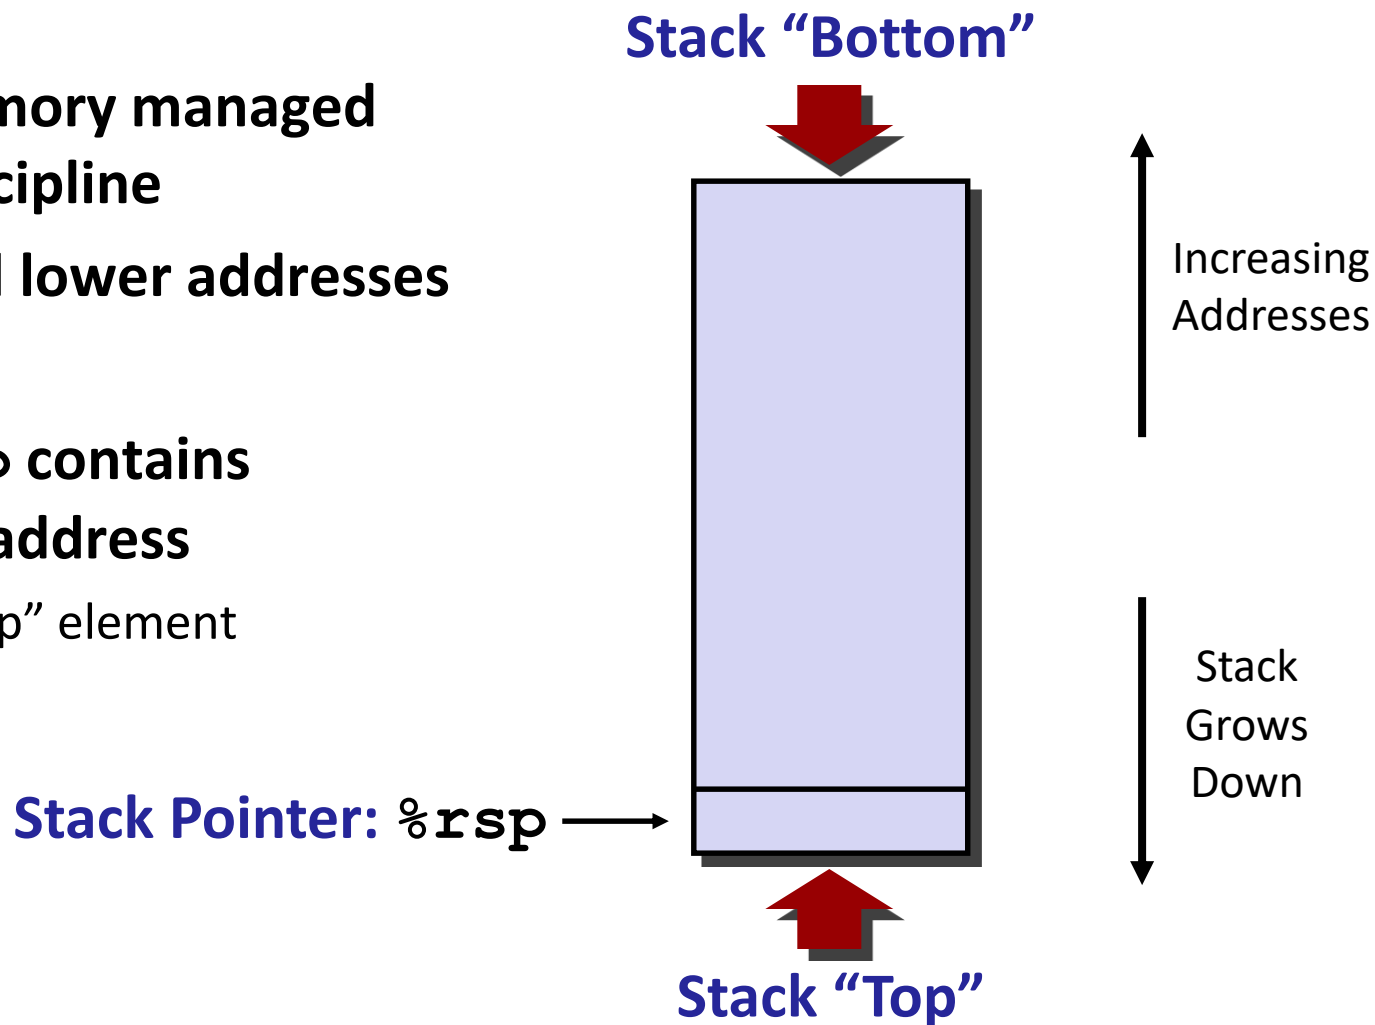 Stack “Bottom”
mory managed
cipline
lower addresses
contains
address
p” element
Increasing
Addresses
Stack
Grows
Down
Stack Pointer: %rsp
Stack “Top”